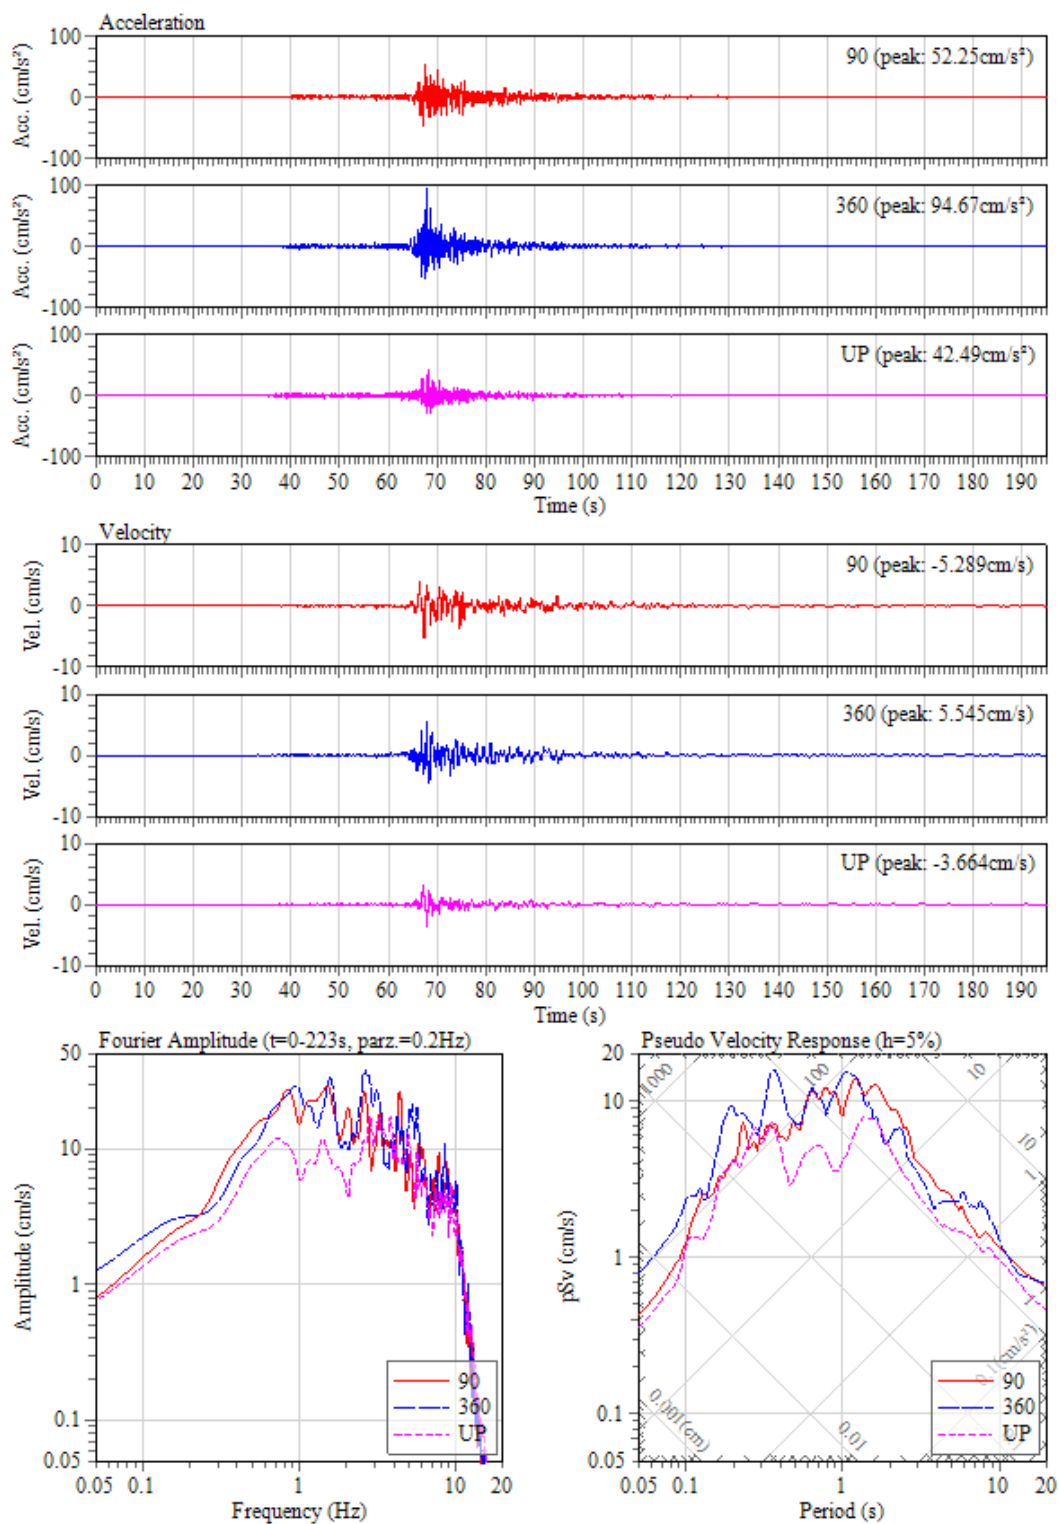 Acceleration
Acc. (cm/s²)
100
0
-100
90 (peak: 52.25cm/s²)
Acc. (cm/s²)
100
0
-100
360 (peak: 94.67cm/s²)
Acc. (cm/s²)
100
0
-100
UP (peak: 42.49cm/s²)
0 10 20 30 40 50 60 70 80 90 100 110 120 130 140 150 160 170 180 190
Time (s)
Velocity
Vel. (cm/s)
10
0
-10
90 (peak: -5.289cm/s)
Vel. (cm/s)
10
0
-10
360 (peak: 5.545cm/s)
Vel. (cm/s)
10
0
-10
UP (peak: -3.664cm/s)
0 10 20 30 40 50 60 70 80 90 100 110 120 130 140 150 160 170 180 190
Time (s)
Fourier Amplitude (t=0-223s, parz.=0.2Hz)
Amplitude (cm/s)
50
10
1
0.1
0.05
90
360
UP
0.05 0.1 1 10 20
Frequency (Hz)
Pseudo Velocity Response (h=5%)
pSv (cm/s)
20
10
1
0.1
0.05
1000
100
10
10
1
1
0.1(cm/s²)
0.001(cm)
0.01
0.1
90
360
UP
0.05 0.1 1 10 20
Period (s)